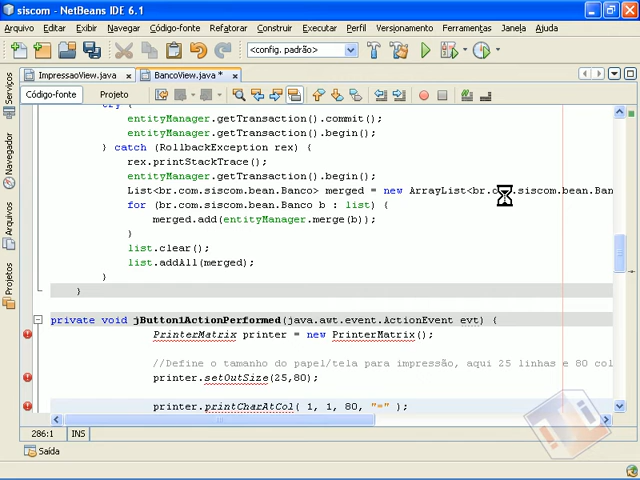 siscom - NetBeans IDE 6.1
Arquivo Editar Exibir Navegar Código-fonte Refatorar Construir Executar Perfil Versionamento Ferramentas Janela Ajuda
<config. padrão>
ImpressaoView.java BancoView.java *
Código-fonte Projeto
Serviços
Navegador
Arquivos
Projetos
try {
entityManager.getTransaction().commit();
entityManager.getTransaction().begin();
} catch (RollbackException rex) {
rex.printStackTrace();
entityManager.getTransaction().begin();
List<br.com.siscom.bean.Banco> merged = new ArrayList<br.com.siscom.bean.Ban
for (br.com.siscom.bean.Banco b : list) {
merged.add(entityManager.merge(b));
}
list.clear();
list.addAll(merged);
}
}
private void jButton1ActionPerformed(java.awt.event.ActionEvent evt) {
PrinterMatrix printer = new PrinterMatrix();
//Define o tamanho do papel/tela para impressão, aqui 25 linhas e 80 col
printer.setOutSize(25,80);
printer.printCharAtCol( 1, 1, 80, "=" );
286:1 INS
Saída